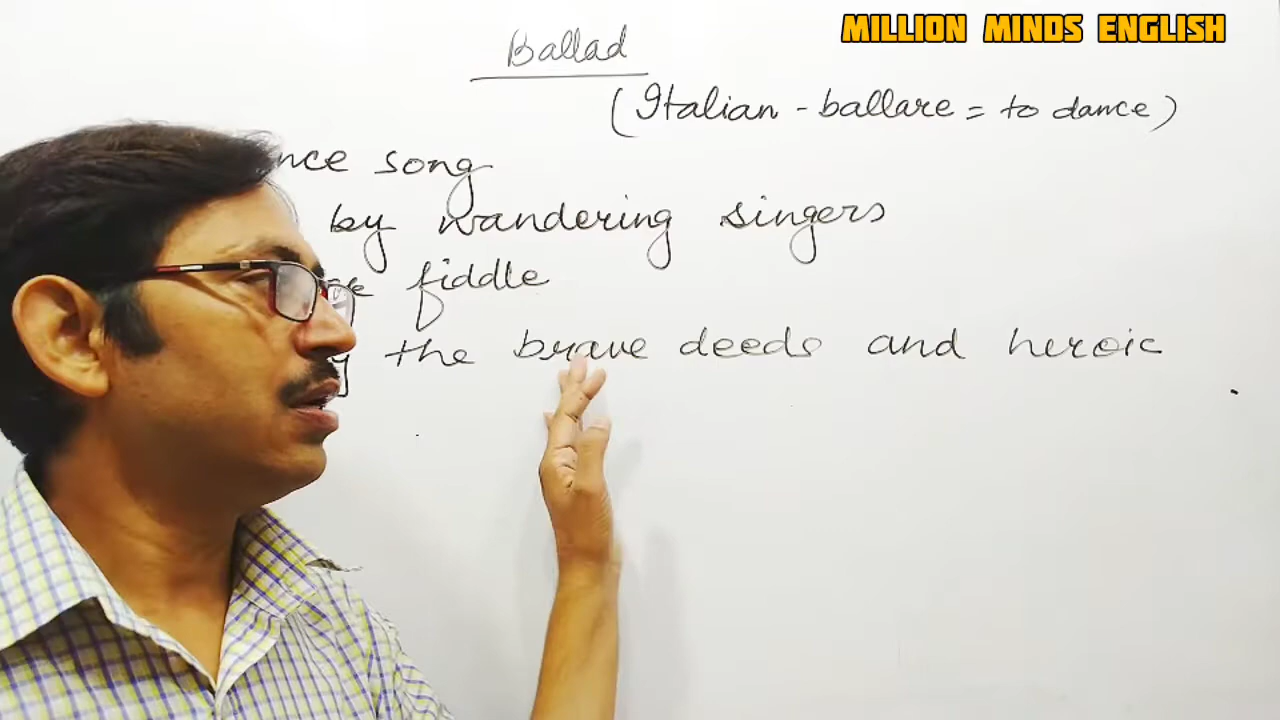 MILLION MINDS ENGLISH
Ballad
(Italian - ballare = to dance)
nce song
by wandering singers
fiddle
the brave deeds and heroic